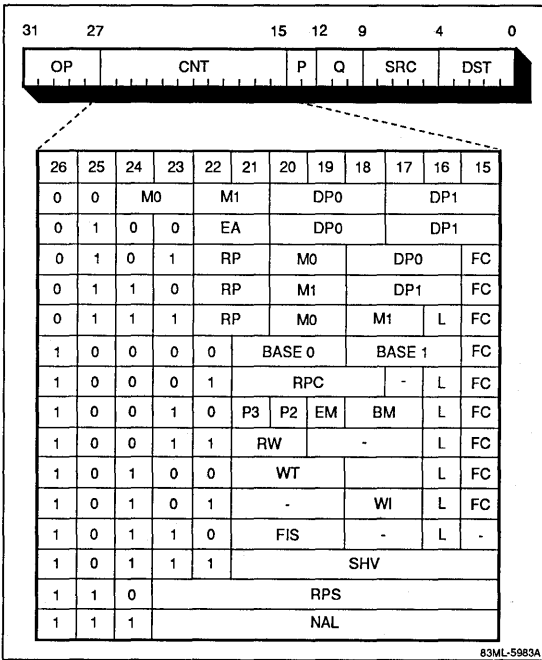 31 27 15 12 9 4 0
OP CNT P Q SRC DST
26 25 24 23 22 21 20 19 18 17 16 15
0 0 M0 M1 DP0 DP1
0 1 0 0 EA DP0 DP1
0 1 0 1 RP M0 DP0 FC
0 1 1 0 RP M1 DP1 FC
0 1 1 1 RP M0 M1 L FC
1 0 0 0 0 BASE 0 BASE 1 FC
1 0 0 0 1 RPC - L FC
1 0 0 1 0 P3 P2 EM BM L FC
1 0 0 1 1 RW - L FC
1 0 1 0 0 WT L FC
1 0 1 0 1 - WI L FC
1 0 1 1 0 FIS - L -
1 0 1 1 1 SHV
1 1 0 RPS
1 1 1 NAL
83ML-5983A